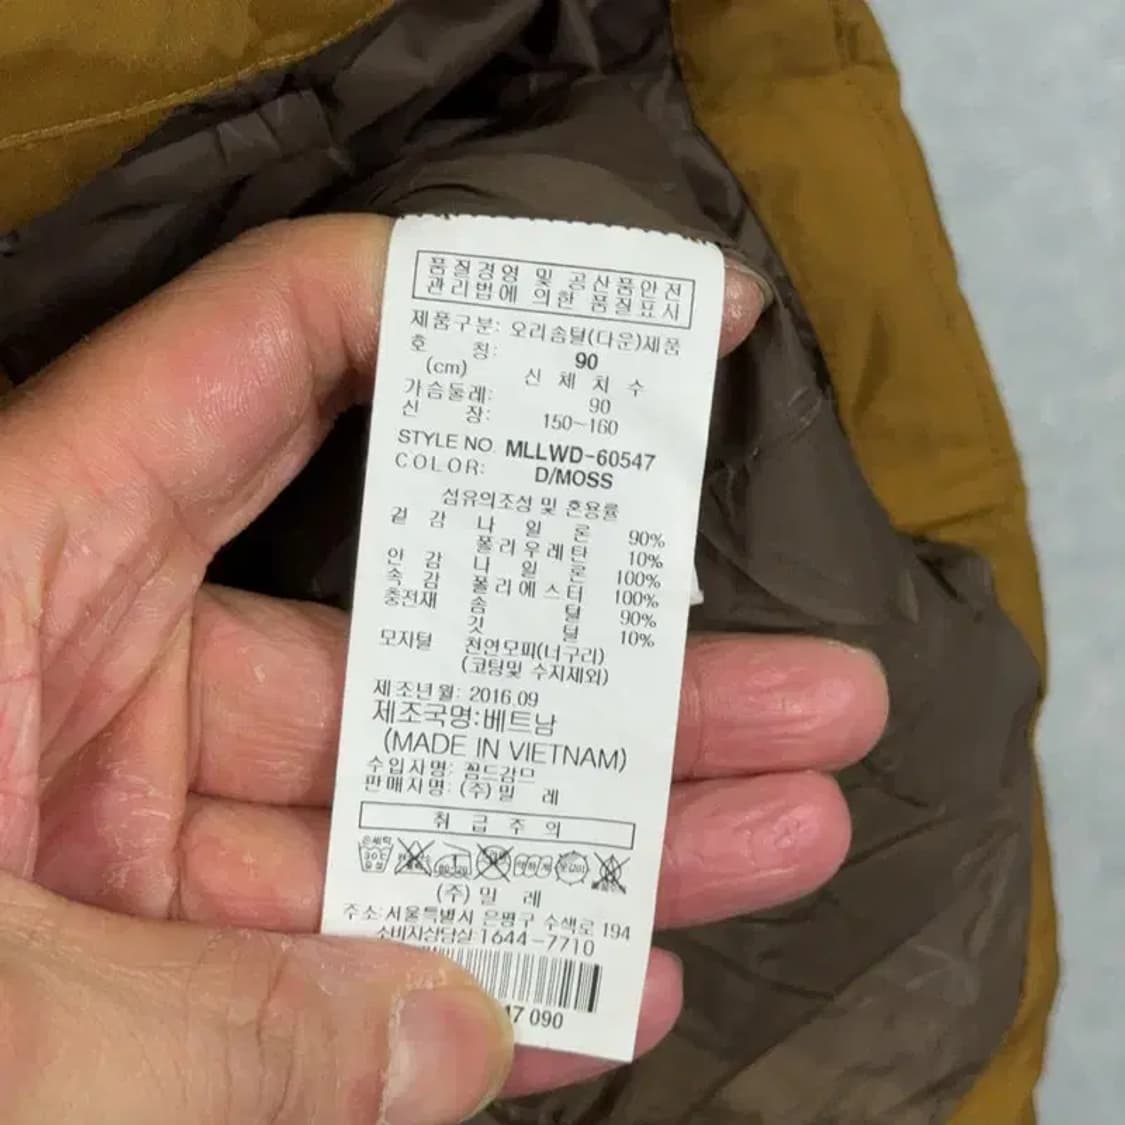 품질경영 및 공산품안전
관리법에 의한 품질표시
제품구분: 오리솜털(다운)제품
호 칭: 90
(cm) 신 체 치 수
가슴둘레: 90
신 장: 150~160
STYLE NO. MLLWD-60547
COLOR: D/MOSS
섬유의조성 및 혼용률
겉 감 나 일 론 90%
폴리우레탄 10%
안 감 나 일 론 100%
속 감 폴리에스터 100%
충전재 솜 털 90%
깃 털 10%
모자털 천연모피(너구리)
(코팅및 수지제외)
제조년월: 2016.09
제조국명:베트남
(MADE IN VIETNAM)
수입자명:
판매자명: (주)밀 레
취 급 주 의
(주) 밀 레
주소:서울특별시 은평구 수색로 194
소비자상담실:1644-7710
47 090